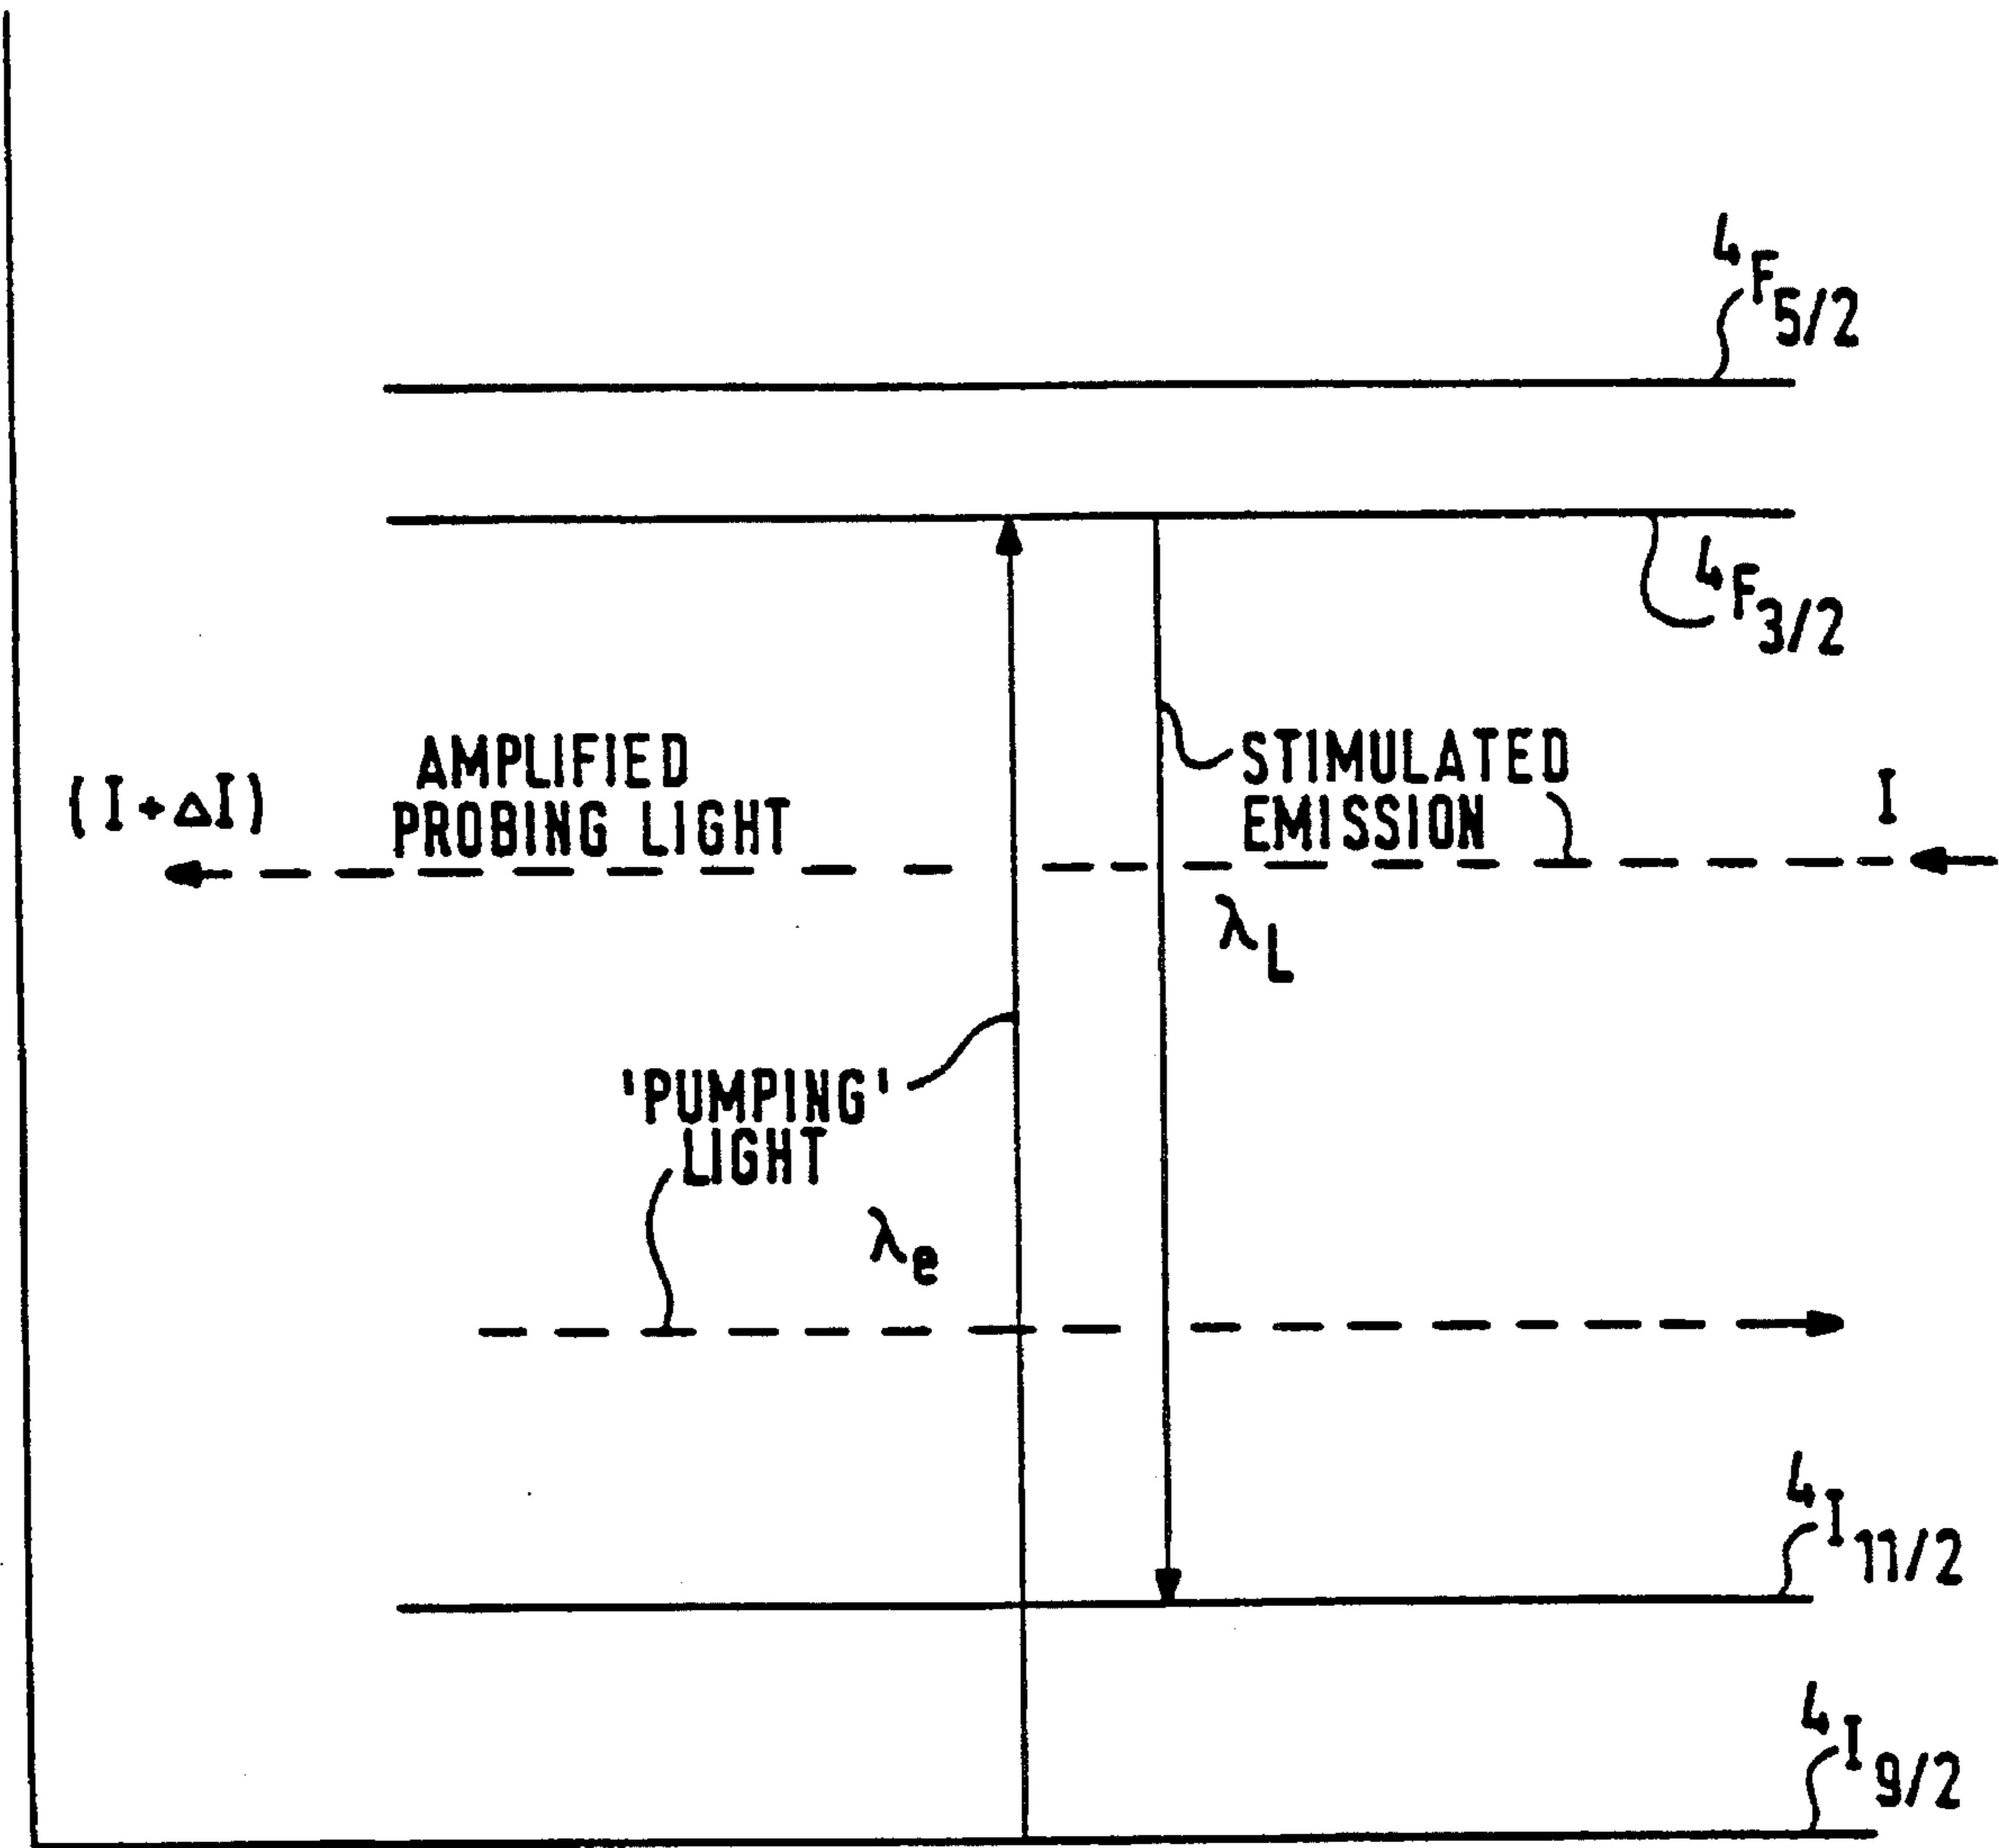 4F5/2
4F3/2
AMPLIFIED
PROBING LIGHT
(I+ΔI)
STIMULATED
EMISSION
I
λL
'PUMPING'
LIGHT
λe
4I11/2
4I9/2